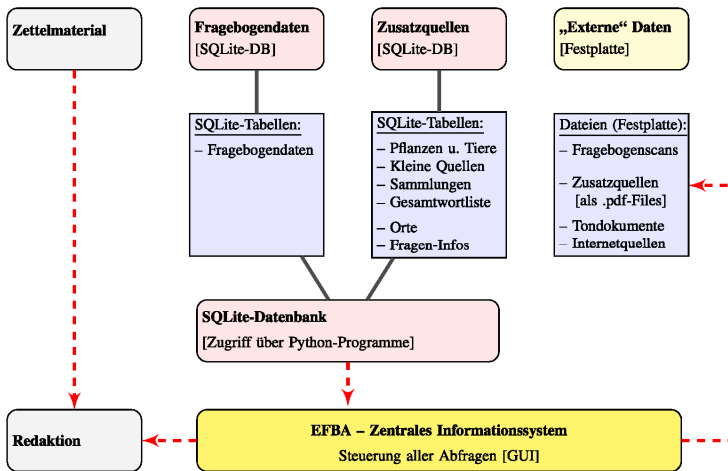 Zettelmaterial
Fragebogendaten
[SQLite-DB]
Zusatzquellen
[SQLite-DB]
„Externe“ Daten
[Festplatte]
SQLite-Tabellen:
– Fragebogendaten
SQLite-Tabellen:
– Pflanzen u. Tiere
– Kleine Quellen
– Sammlungen
– Gesamtwortliste
– Orte
– Fragen-Infos
Dateien (Festplatte):
– Fragebogenscans
– Zusatzquellen
[als .pdf-Files]
– Tondokumente
– Internetquellen
SQLite-Datenbank
[Zugriff über Python-Programme]
Redaktion
EFBA – Zentrales Informationssystem
Steuerung aller Abfragen [GUI]